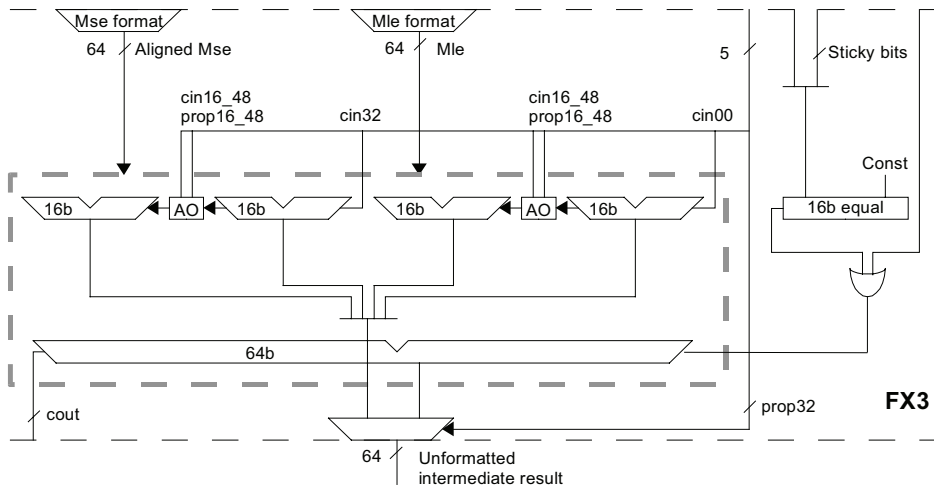 Mse format
Mle format
64
Aligned Mse
64
Mle
5
Sticky bits
cin16_48
prop16_48
cin32
cin16_48
prop16_48
cin00
Const
16b
AO
16b
16b
AO
16b
16b equal
64b
cout
prop32
FX3
64
Unformatted
intermediate result